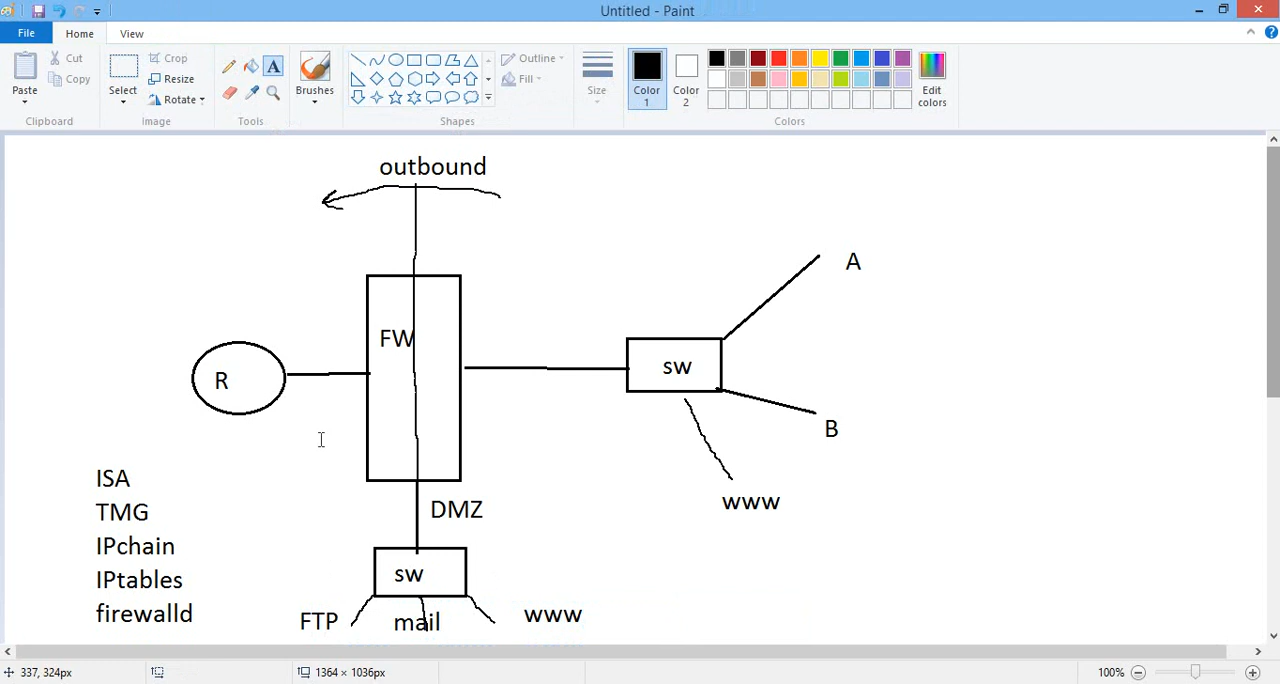 Untitled - Paint
File
Home
View
Paste
Cut
Copy
Clipboard
Select
Crop
Resize
Rotate
Image
A
Tools
Brushes
Outline
Fill
Shapes
Size
Color 1
Color 2
Edit colors
Colors
outbound
A
FW
sw
R
B
ISA
DMZ
www
TMG
IPchain
sw
IPtables
firewalld
FTP
mail
www
337, 324px
1364 × 1036px
100%